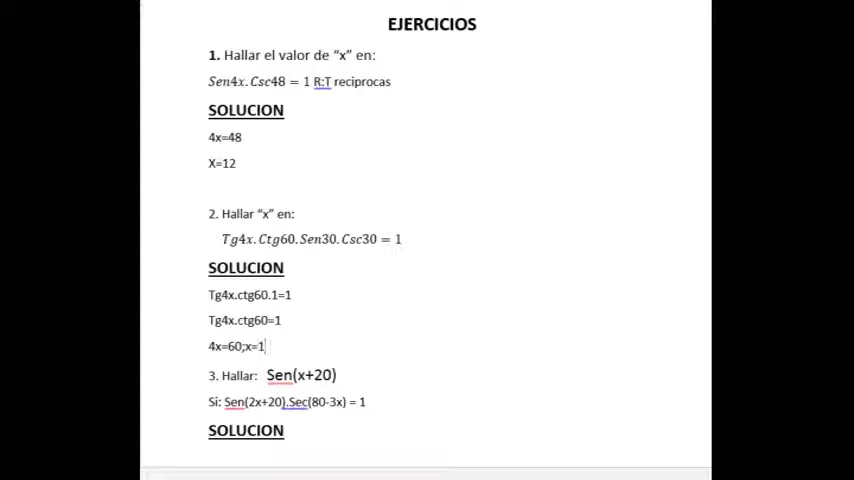 EJERCICIOS
1. Hallar el valor de “x” en:
Sen4x.Csc48 = 1 R:T reciprocas
SOLUCION
4x=48
X=12
2. Hallar “x” en:
Tg4x.Ctg60.Sen30.Csc30 = 1
SOLUCION
Tg4x.ctg60.1=1
Tg4x.ctg60=1
4x=60;x=1
3. Hallar: Sen(x+20)
Si: Sen(2x+20).Sec(80-3x) = 1
SOLUCION